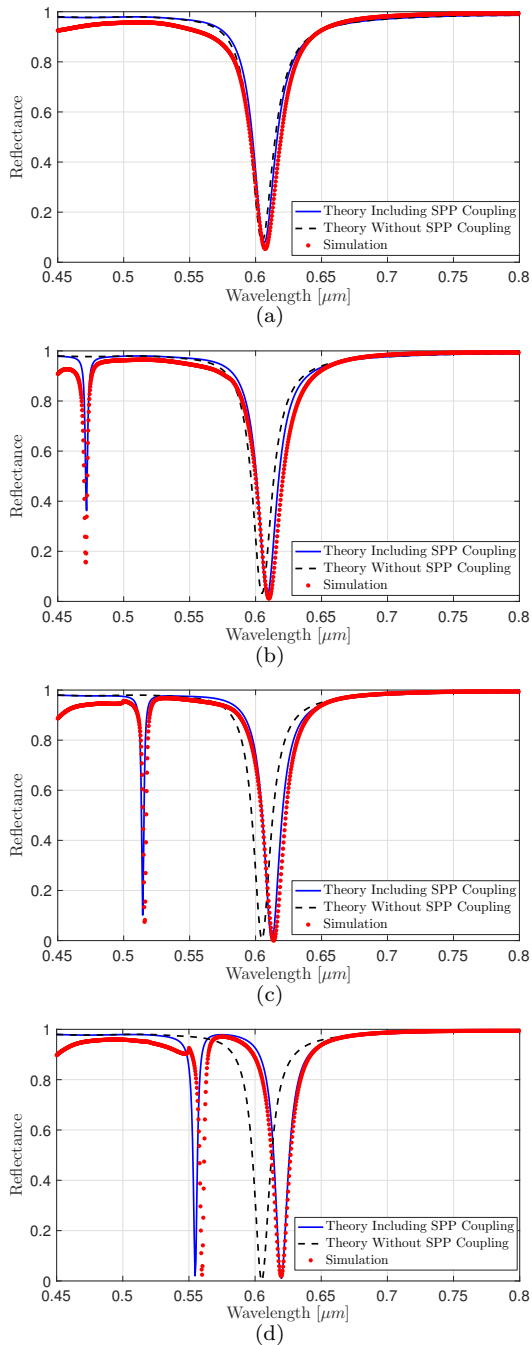 1
0.8
0.6
0.4
0.2
0
Reflectance
Theory Including SPP Coupling
Theory Without SPP Coupling
Simulation
0.45 0.5 0.55 0.6 0.65 0.7 0.75 0.8
Wavelength [μm]
(a)
1
0.8
0.6
0.4
0.2
0
Reflectance
Theory Including SPP Coupling
Theory Without SPP Coupling
Simulation
0.45 0.5 0.55 0.6 0.65 0.7 0.75 0.8
Wavelength [μm]
(b)
1
0.8
0.6
0.4
0.2
0
Reflectance
Theory Including SPP Coupling
Theory Without SPP Coupling
Simulation
0.45 0.5 0.55 0.6 0.65 0.7 0.75 0.8
Wavelength [μm]
(c)
1
0.8
0.6
0.4
0.2
0
Reflectance
Theory Including SPP Coupling
Theory Without SPP Coupling
Simulation
0.45 0.5 0.55 0.6 0.65 0.7 0.75 0.8
Wavelength [μm]
(d)